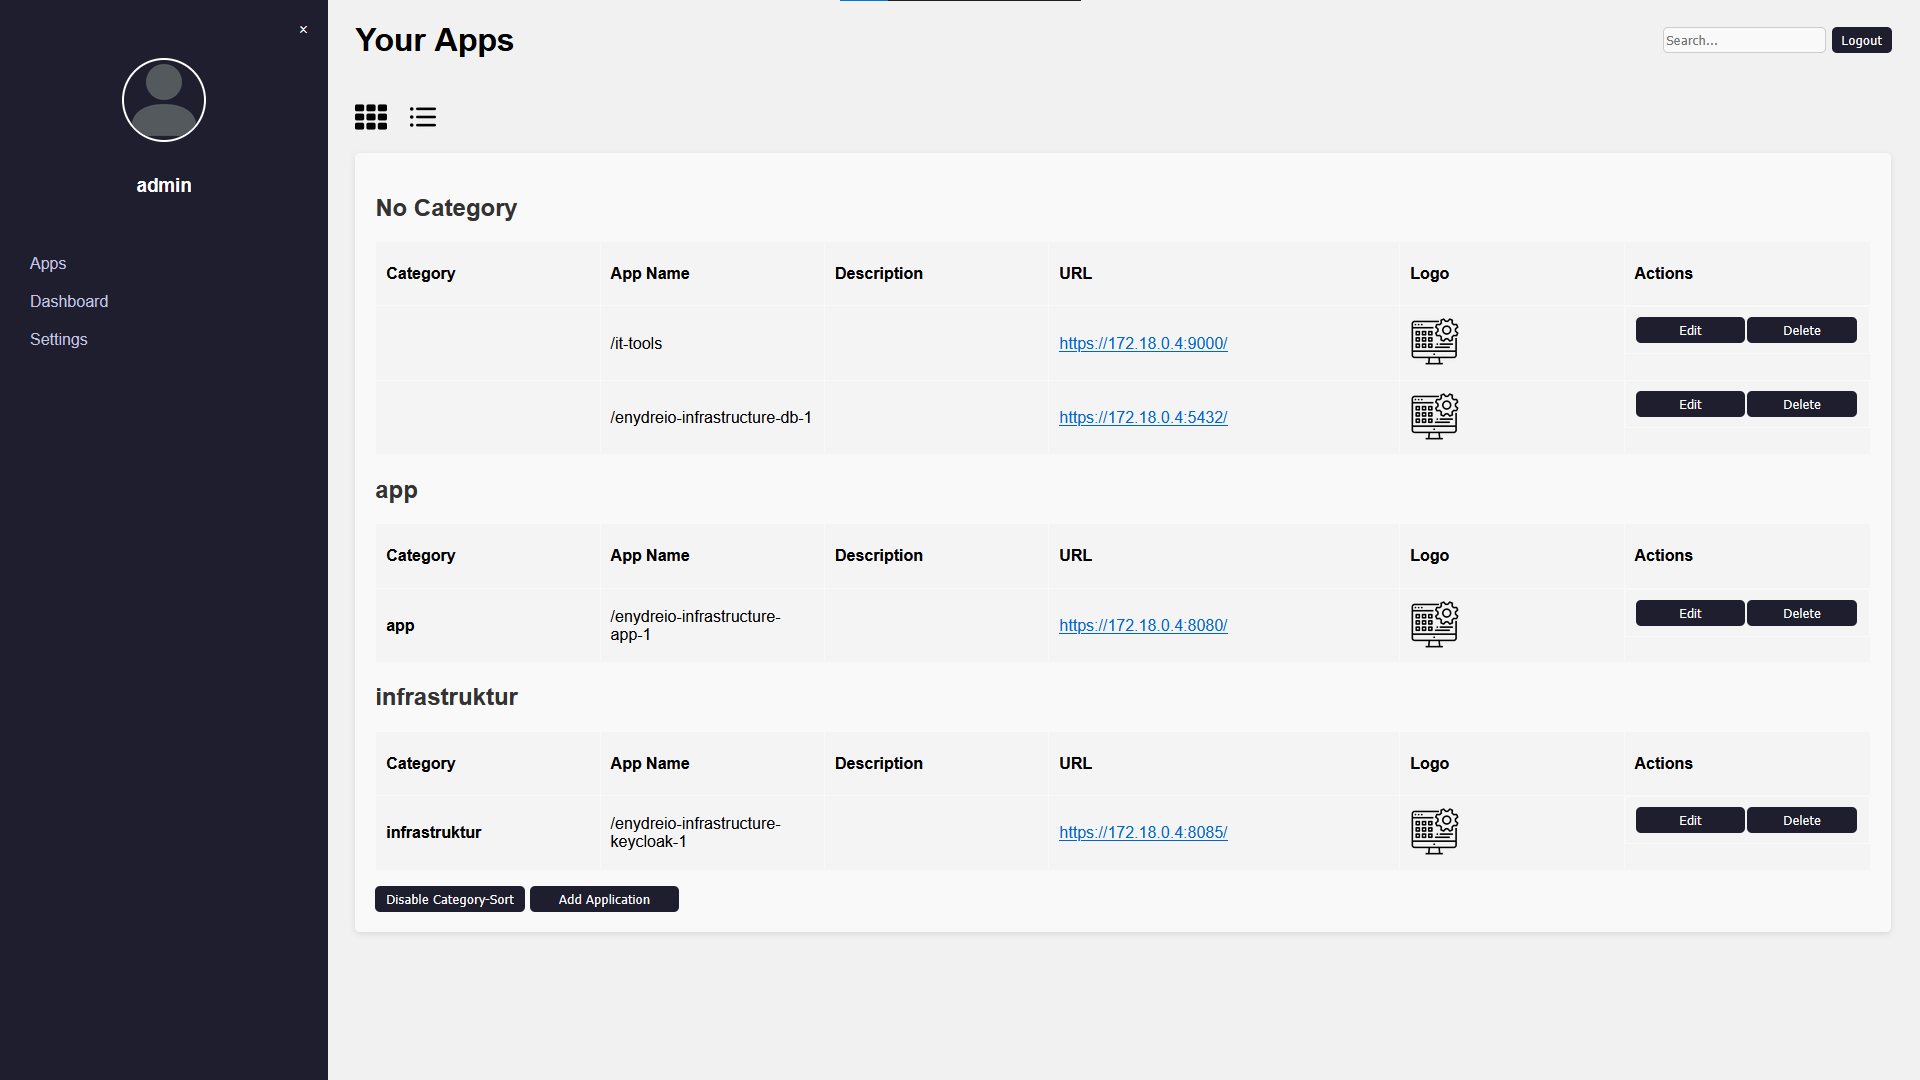 ×
Your Apps
Search...
Logout
admin
Apps
Dashboard
Settings
No Category
Category App Name Description URL Logo Actions
/it-tools https://172.18.0.4:9000/ Edit Delete
/enydreio-infrastructure-db-1 https://172.18.0.4:5432/ Edit Delete
app
Category App Name Description URL Logo Actions
app /enydreio-infrastructure-
app-1 https://172.18.0.4:8080/ Edit Delete
infrastruktur
Category App Name Description URL Logo Actions
infrastruktur /enydreio-infrastructure-
keycloak-1 https://172.18.0.4:8085/ Edit Delete
Disable Category-Sort Add Application